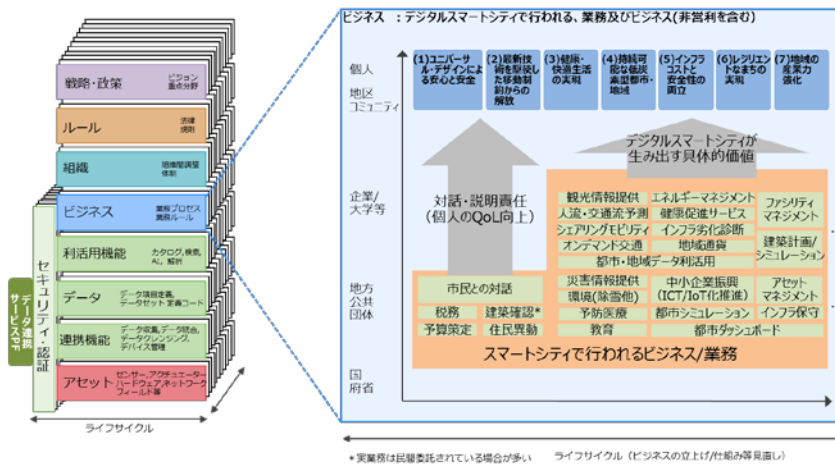 戦略・政策
ビジョン
重点分野
ルール
法律
規則
組織
組織間調整
体制
ビジネス
業務プロセス
業務ルール
利活用機能
カタログ,検索,
AI, 解析
データ
データ項目定義,
データセット 定義コード
連携機能
データ収集,データ統合,
データクレンジング,
デバイス管理
アセット
センサー,アクチュエーター
ハードウェア,ネットワーク
フィールド等
セキュリティ・認証
データ連携
サービスPF
ライフサイクル
ビジネス :デジタルスマートシティで行われる、業務及びビジネス(非営利を含む)
個人
地区
コミュニティ
企業/
大学等
地方
公共
団体
国
府省
(1)ユニバー
サル・デザインによ
る安心と安全
(2)最新技
術を駆使し
た移動制
約からの
解放
(3)健康・
快適生活
の実現
(4)持続可
能な低炭
素型都市・
地域
(5)インフラ
コストと
安全性の
両立
(6)レジリエン
トなまちの
実現
(7)地域の
産業力
強化
対話・説明責任
(個人のQoL向上)
デジタルスマートシティが
生み出す具体的価値
観光情報提供
エネルギーマネジメント
ファシリティ
マネジメント
人流・交通流予測
健康促進サービス
シェアリングモビリティ
インフラ劣化診断
建築計画/
シミュレーション
オンデマンド交通
地域通貨
都市・地域データ利活用
市民との対話
災害情報提供
中小企業振興
(ICT/IoT化推進)
アセット
マネジメント
環境(除雪他)
税務
建築確認*
予防医療
都市シミュレーション
インフラ保守
予算策定
住民異動
教育
都市ダッシュボード
スマートシティで行われるビジネス/業務
*実業務は民間委託されている場合が多い
ライフサイクル(ビジネスの立上げ/仕組み等見直し)